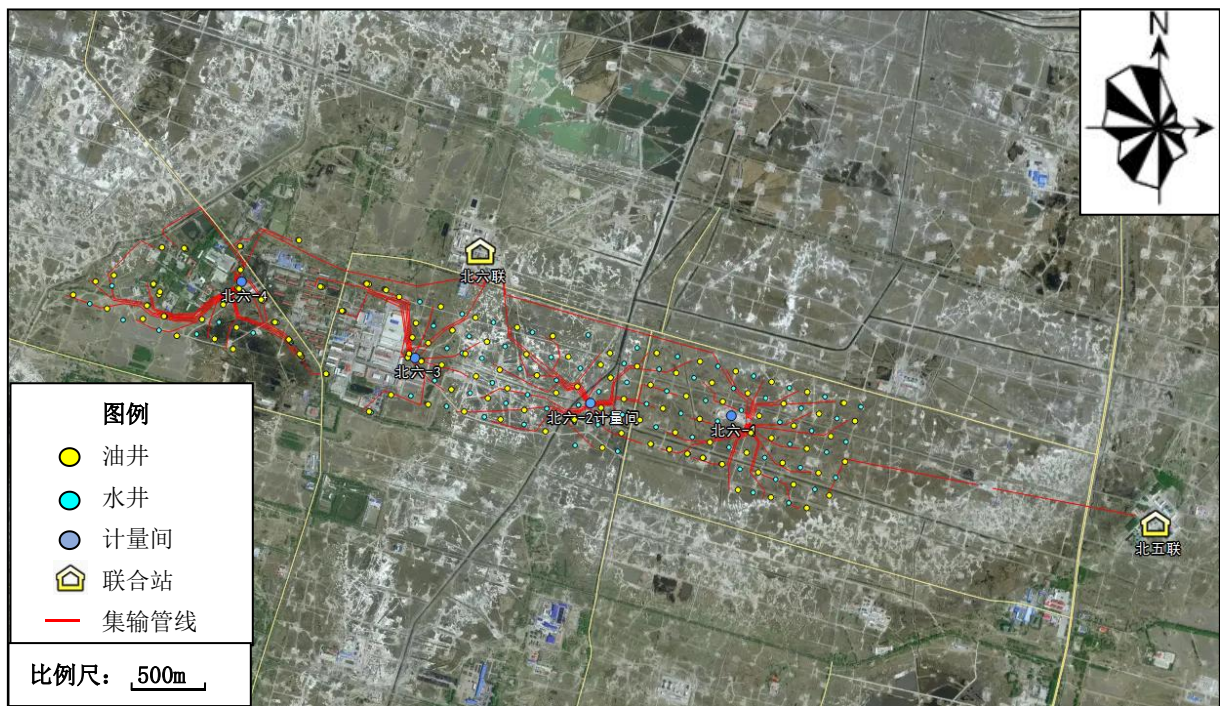 N
北六联
北六-4
北六-3
北六-2计量间
北六-1
北五联
图例
油井
水井
计量间
联合站
集输管线
比例尺： 500m